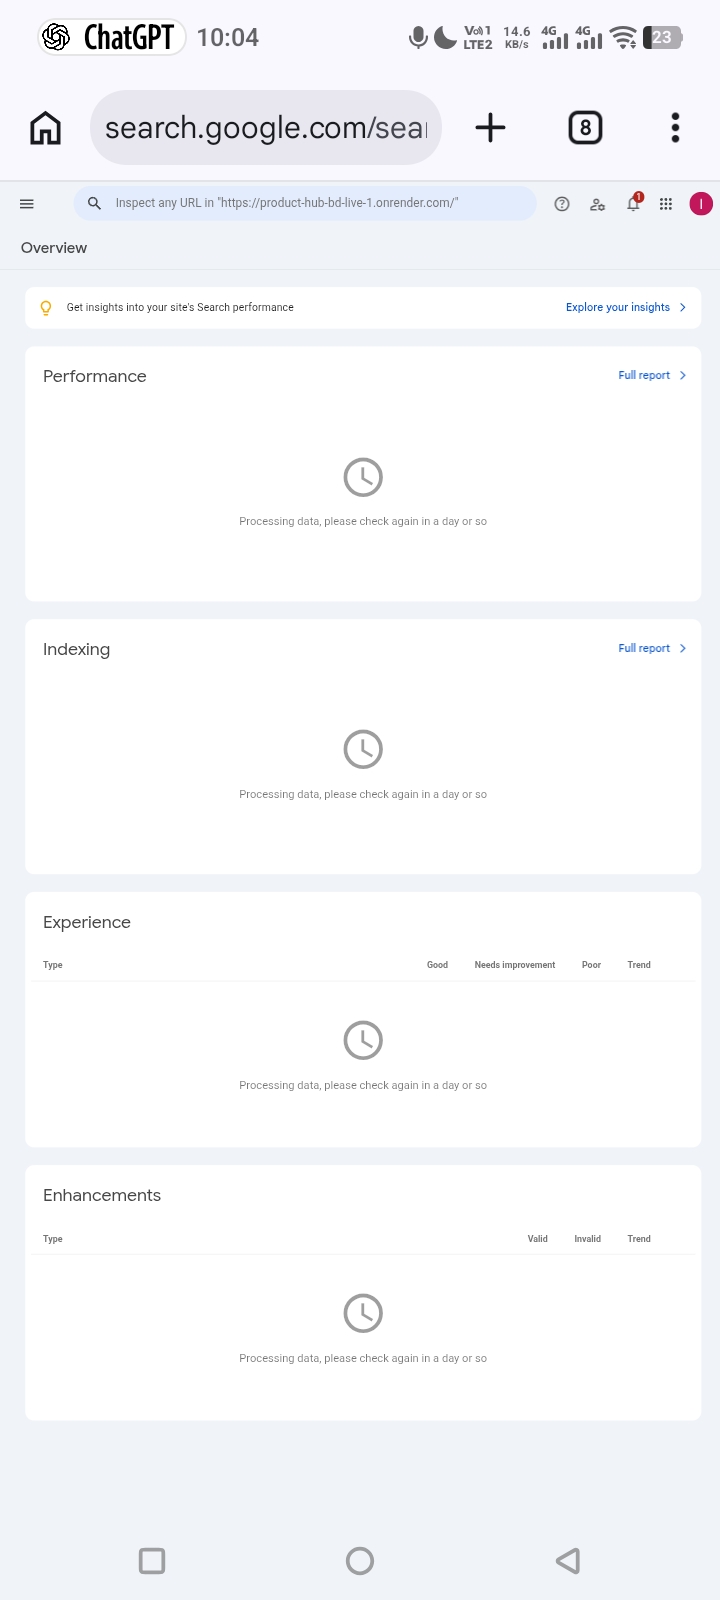 ChatGPT 10:04 Vo) 1 LTE2 14.6 KB/s 4G 4G 23
search.google.com/sea
8
Inspect any URL in "https://product-hub-bd-live-1.onrender.com/" 1 I
Overview
Get insights into your site's Search performance Explore your insights
Performance Full report
Processing data, please check again in a day or so
Indexing Full report
Processing data, please check again in a day or so
Experience
Type Good Needs improvement Poor Trend
Processing data, please check again in a day or so
Enhancements
Type Valid Invalid Trend
Processing data, please check again in a day or so